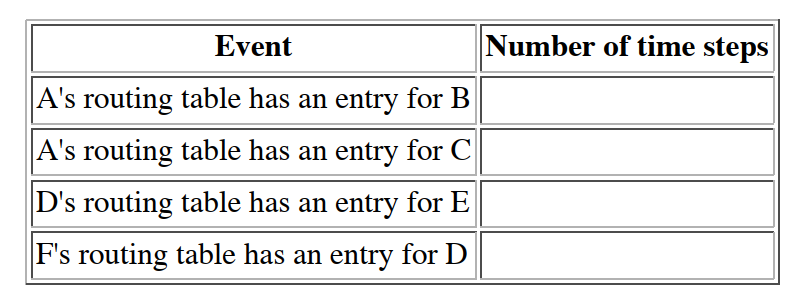 Event Number of time steps
A's routing table has an entry for B
A's routing table has an entry for C
D's routing table has an entry for E
F's routing table has an entry for D